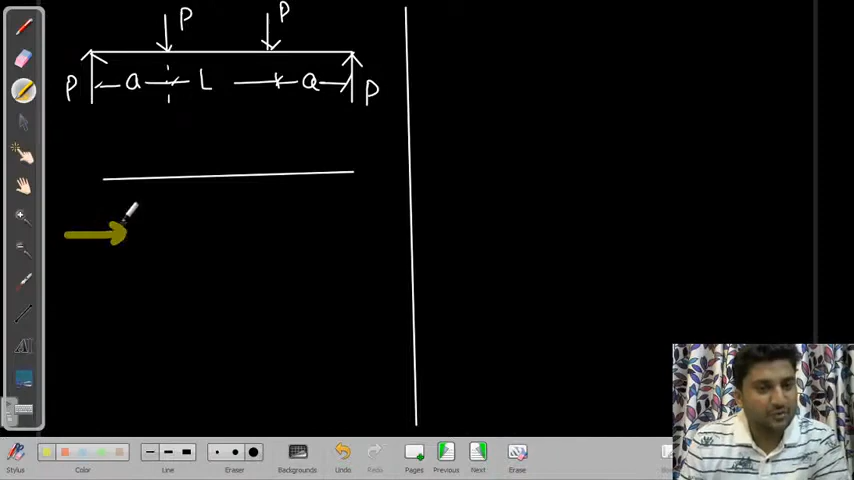 P P
P a L a P
Stylus Color Line Eraser Backgrounds Undo Redo Pages Previous Next Erase